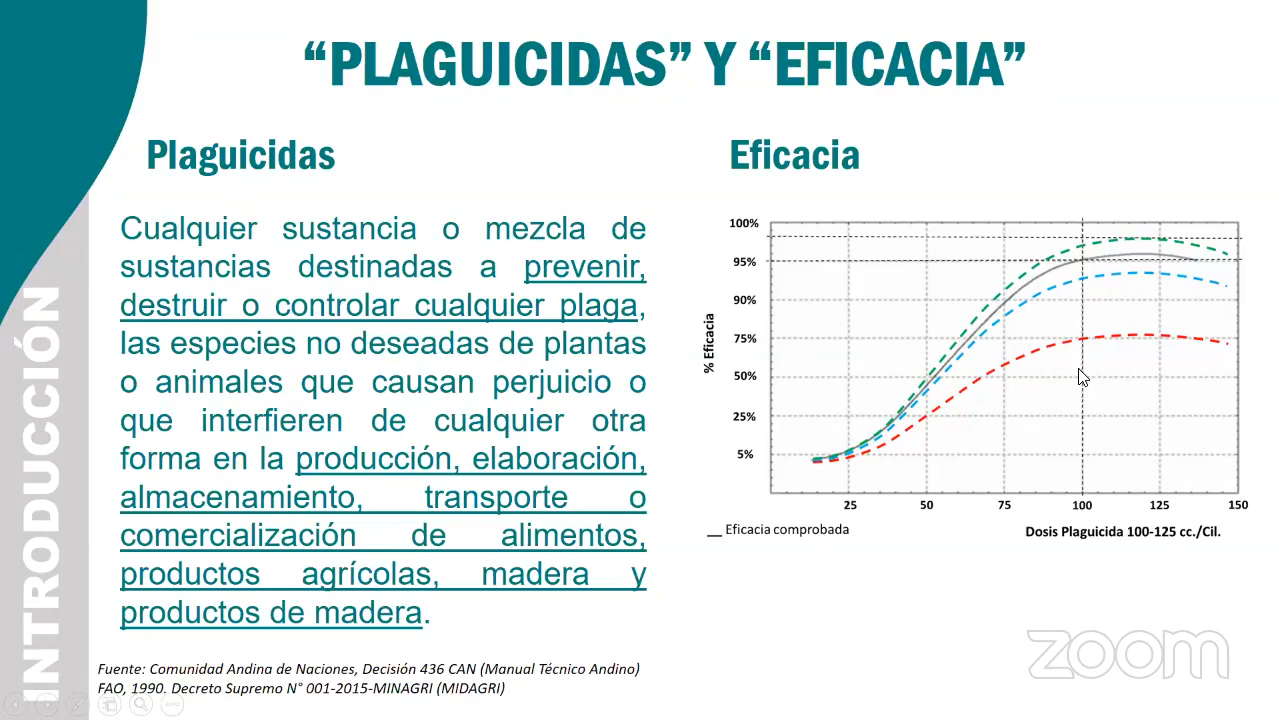 “PLAGUICIDAS” Y “EFICACIA”
Plaguicidas
Cualquier sustancia o mezcla de
sustancias destinadas a prevenir,
destruir o controlar cualquier plaga,
las especies no deseadas de plantas
o animales que causan perjuicio o
que interfieren de cualquier otra
forma en la producción, elaboración,
almacenamiento, transporte o
comercialización de alimentos,
productos agrícolas, madera y
productos de madera.
Fuente: Comunidad Andina de Naciones, Decisión 436 CAN (Manual Técnico Andino)
FAO, 1990. Decreto Supremo N° 001-2015-MINAGRI (MIDAGRI)
INTRODUCCIÓN
Eficacia
100%
95%
90%
75%
50%
25%
5%
% Eficacia
25 50 75 100 125 150
__ Eficacia comprobada
Dosis Plaguicida 100-125 cc./Cil.
zoom